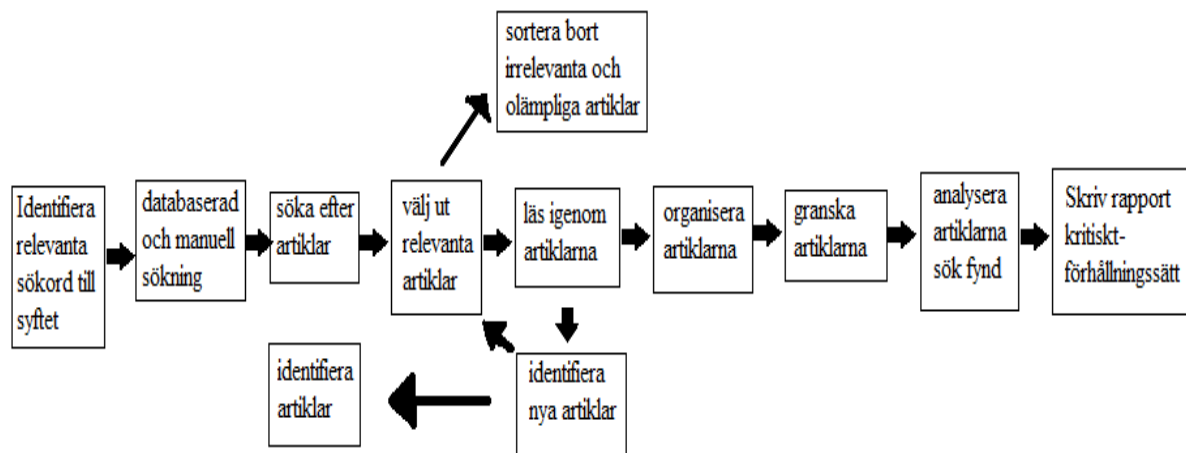 sortera bort
irrelevanta och
olämpliga artiklar
Identifiera
relevanta
sökord till
syftet
databaserad
och manuell
sökning
söka efter
artiklar
välj ut
relevanta
artiklar
läs igenom
artiklarna
organisera
artiklarna
granska
artiklarna
analysera
artiklarna
sök fynd
Skriv rapport
kritiskt-
förhållningssätt
identifiera
artiklar
identifiera
nya artiklar